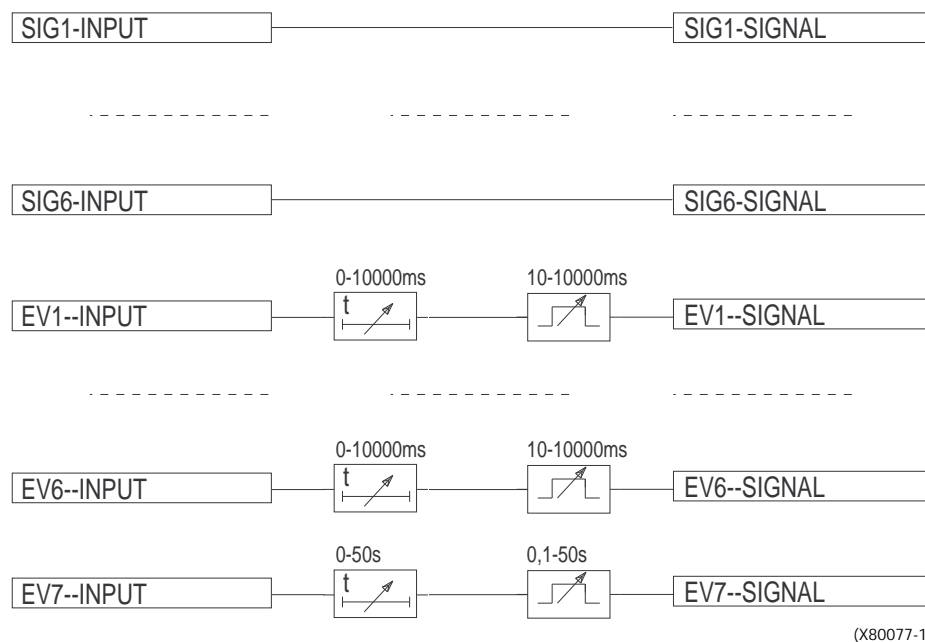 SIG1-INPUT SIG1-SIGNAL
SIG6-INPUT SIG6-SIGNAL
0-10000ms 10-10000ms
EV1--INPUT t EV1--SIGNAL
0-10000ms 10-10000ms
EV6--INPUT t EV6--SIGNAL
0-50s 0,1-50s
EV7--INPUT t EV7--SIGNAL
(X80077-1